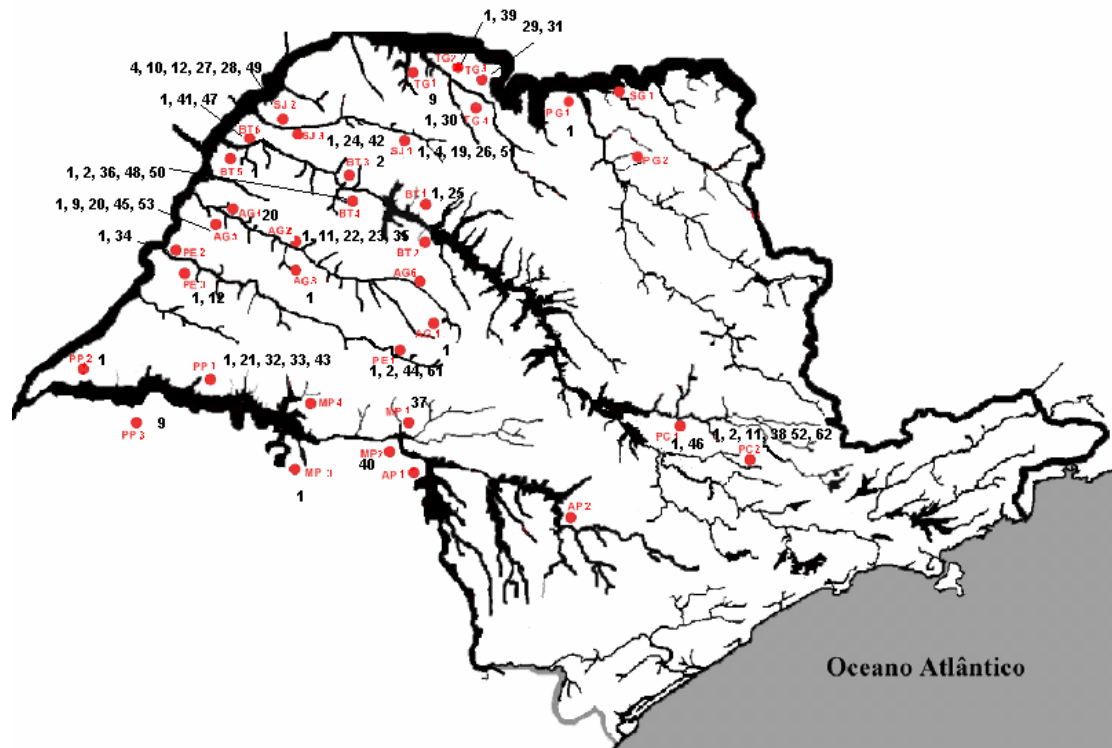 1, 39
29, 31
TG2
TG3
4, 10, 12, 27, 28, 49
TG1
9
1, 41, 47
SJ2
1, 30
TG4
PG1
SG1
1
BT6
SJ3
1, 24, 42
SJ1
1, 4, 19, 26, 51
BT3
2
PG2
1, 2, 36, 48, 50
BT5
1
BT4
BT1
1, 25
1, 9, 20, 45, 53
AG4
20
AG5
AG2
1, 11, 22, 23, 35
1, 34
PE2
BT2
AG3
1
AG6
PE3
1, 12
AG1
1
PE1
1, 2, 44, 61
PP2
1
PP1
1, 21, 32, 33, 43
MP4
37
MP1
PP3
9
PC1
1, 2, 11, 38 52, 62
1, 46
PC2
MP2
40
MP3
1
AP1
AP2
Oceano Atlântico